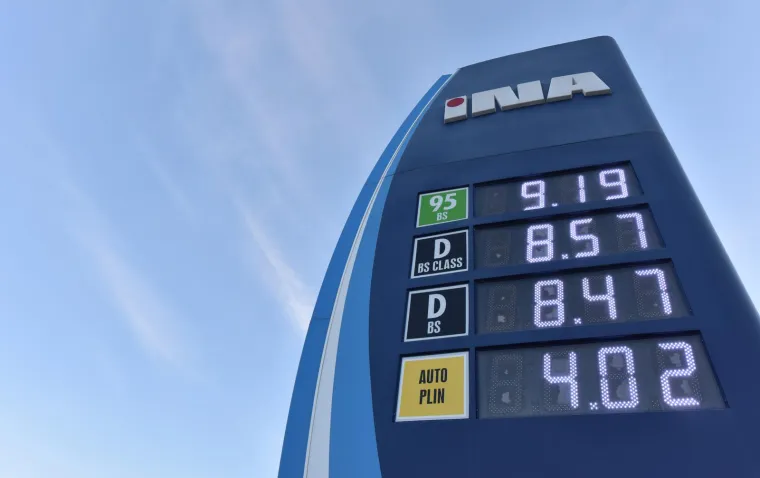 INA
95 BS 9.19
D BS CLASS 8.57
D BS 8.47
AUTO PLIN 4.02